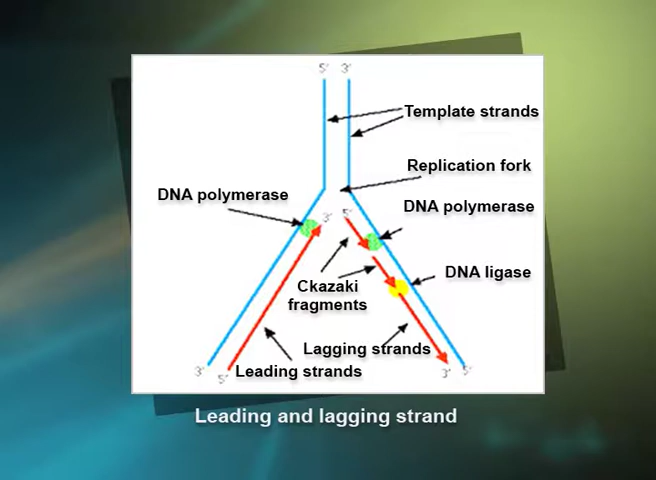 5' 3'
Template strands
Replication fork
DNA polymerase
DNA polymerase
3' 5'
DNA ligase
Ckazaki
fragments
Lagging strands
Leading strands
3' 5' 3' 5'
Leading and lagging strand